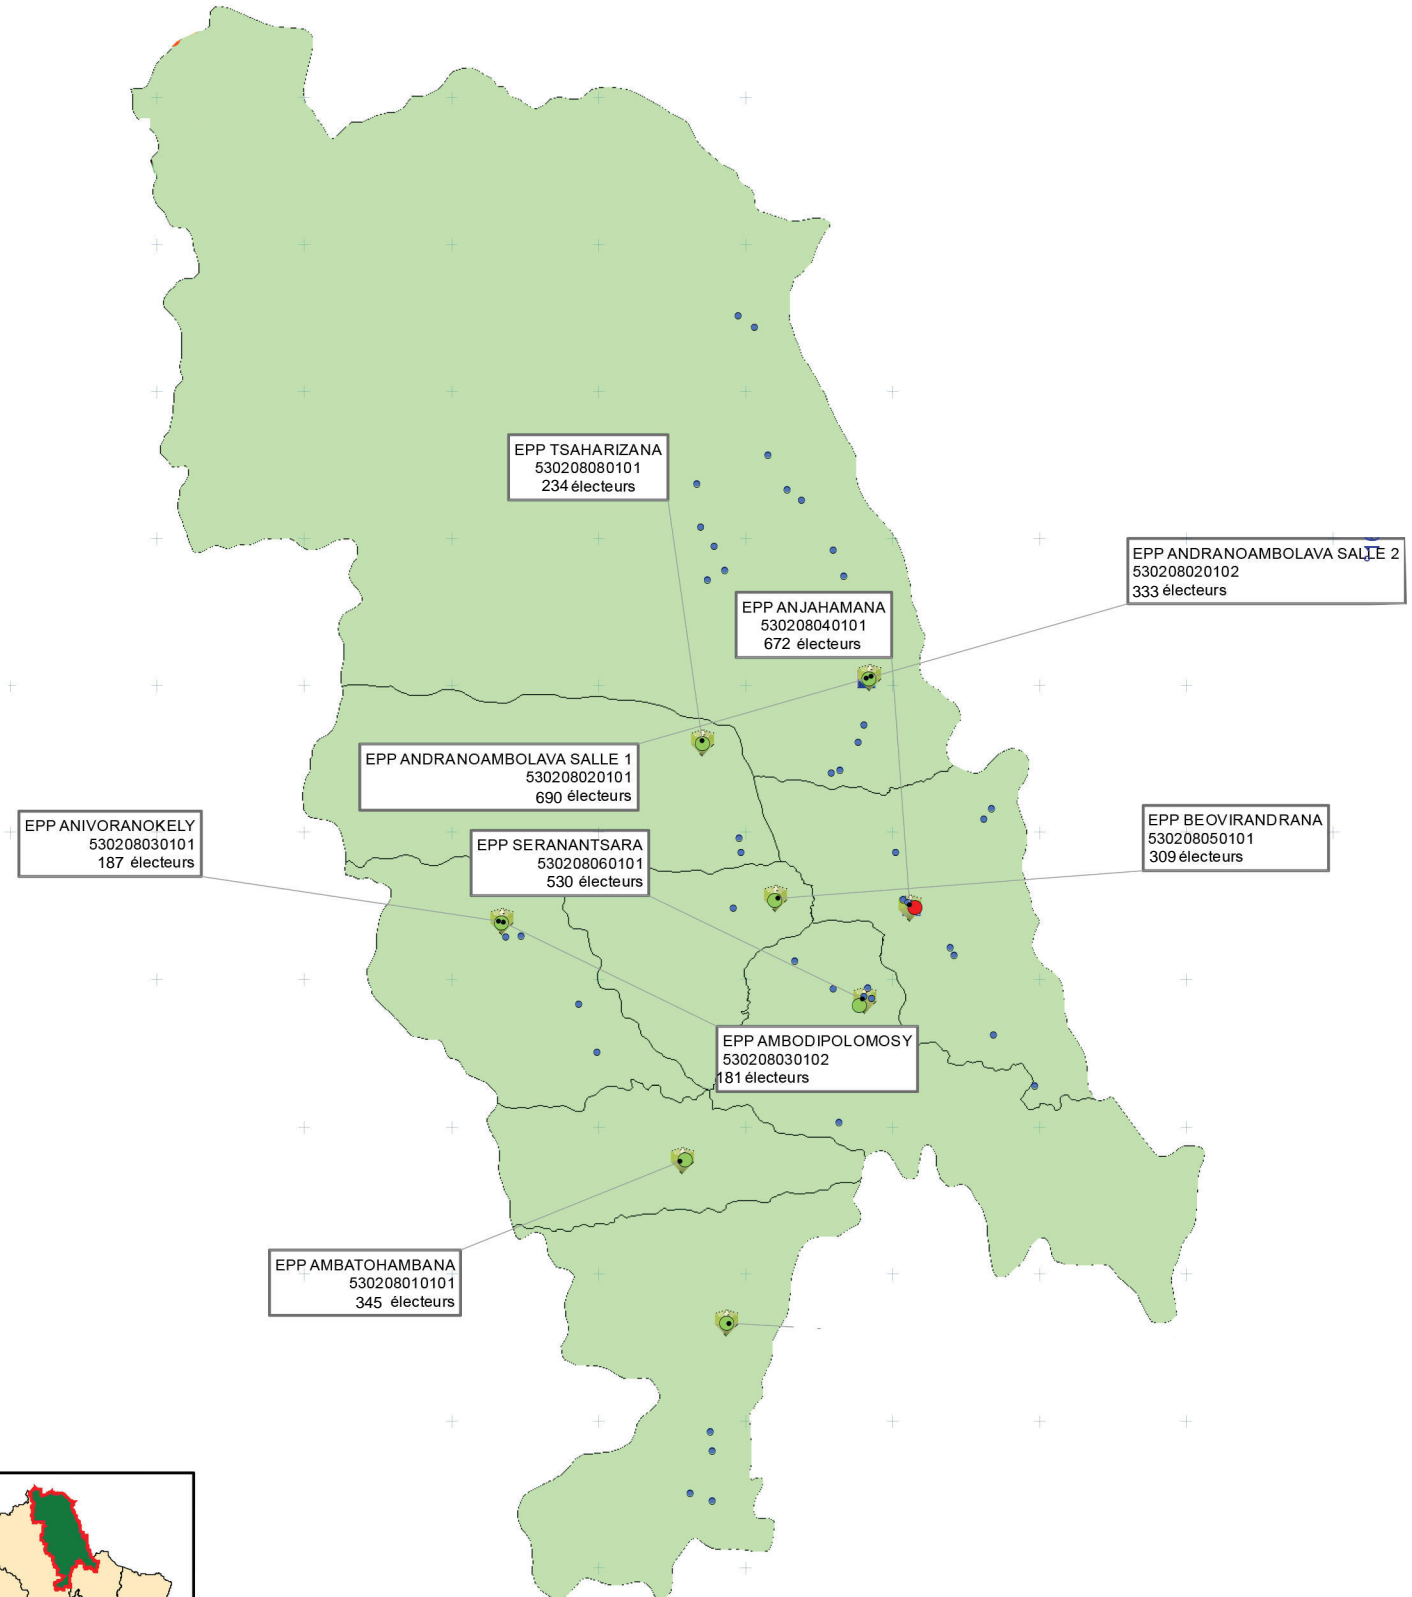 EPP TSAHARIZANA
530208080101
234 électeurs
EPP ANDRANOAMBOLAVA SALLE 2
530208020102
333 électeurs
EPP ANJAHAMANA
530208040101
672 électeurs
EPP ANDRANOAMBOLAVA SALLE 1
530208020101
690 électeurs
EPP ANIVORANOKELY
530208030101
187 électeurs
EPP SERANANTSARA
530208060101
530 électeurs
EPP BEOVIRANDRANA
530208050101
309 électeurs
EPP AMBODIPOLOMOSY
530208030102
181 électeurs
EPP AMBATOHAMBANA
530208010101
345 électeurs